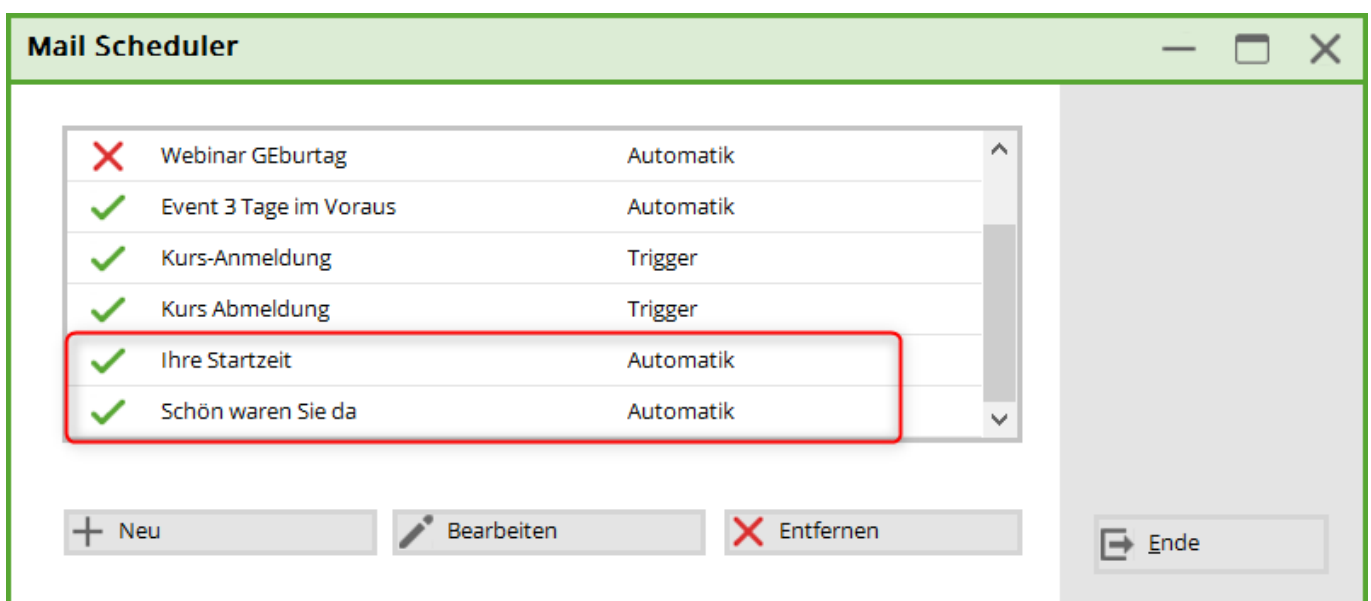 Mail Scheduler
Webinar GEburtag Automatik
Event 3 Tage im Voraus Automatik
Kurs-Anmeldung Trigger
Kurs Abmeldung Trigger
Ihre Startzeit Automatik
Schön waren Sie da Automatik
Neu Bearbeiten Entfernen
Ende